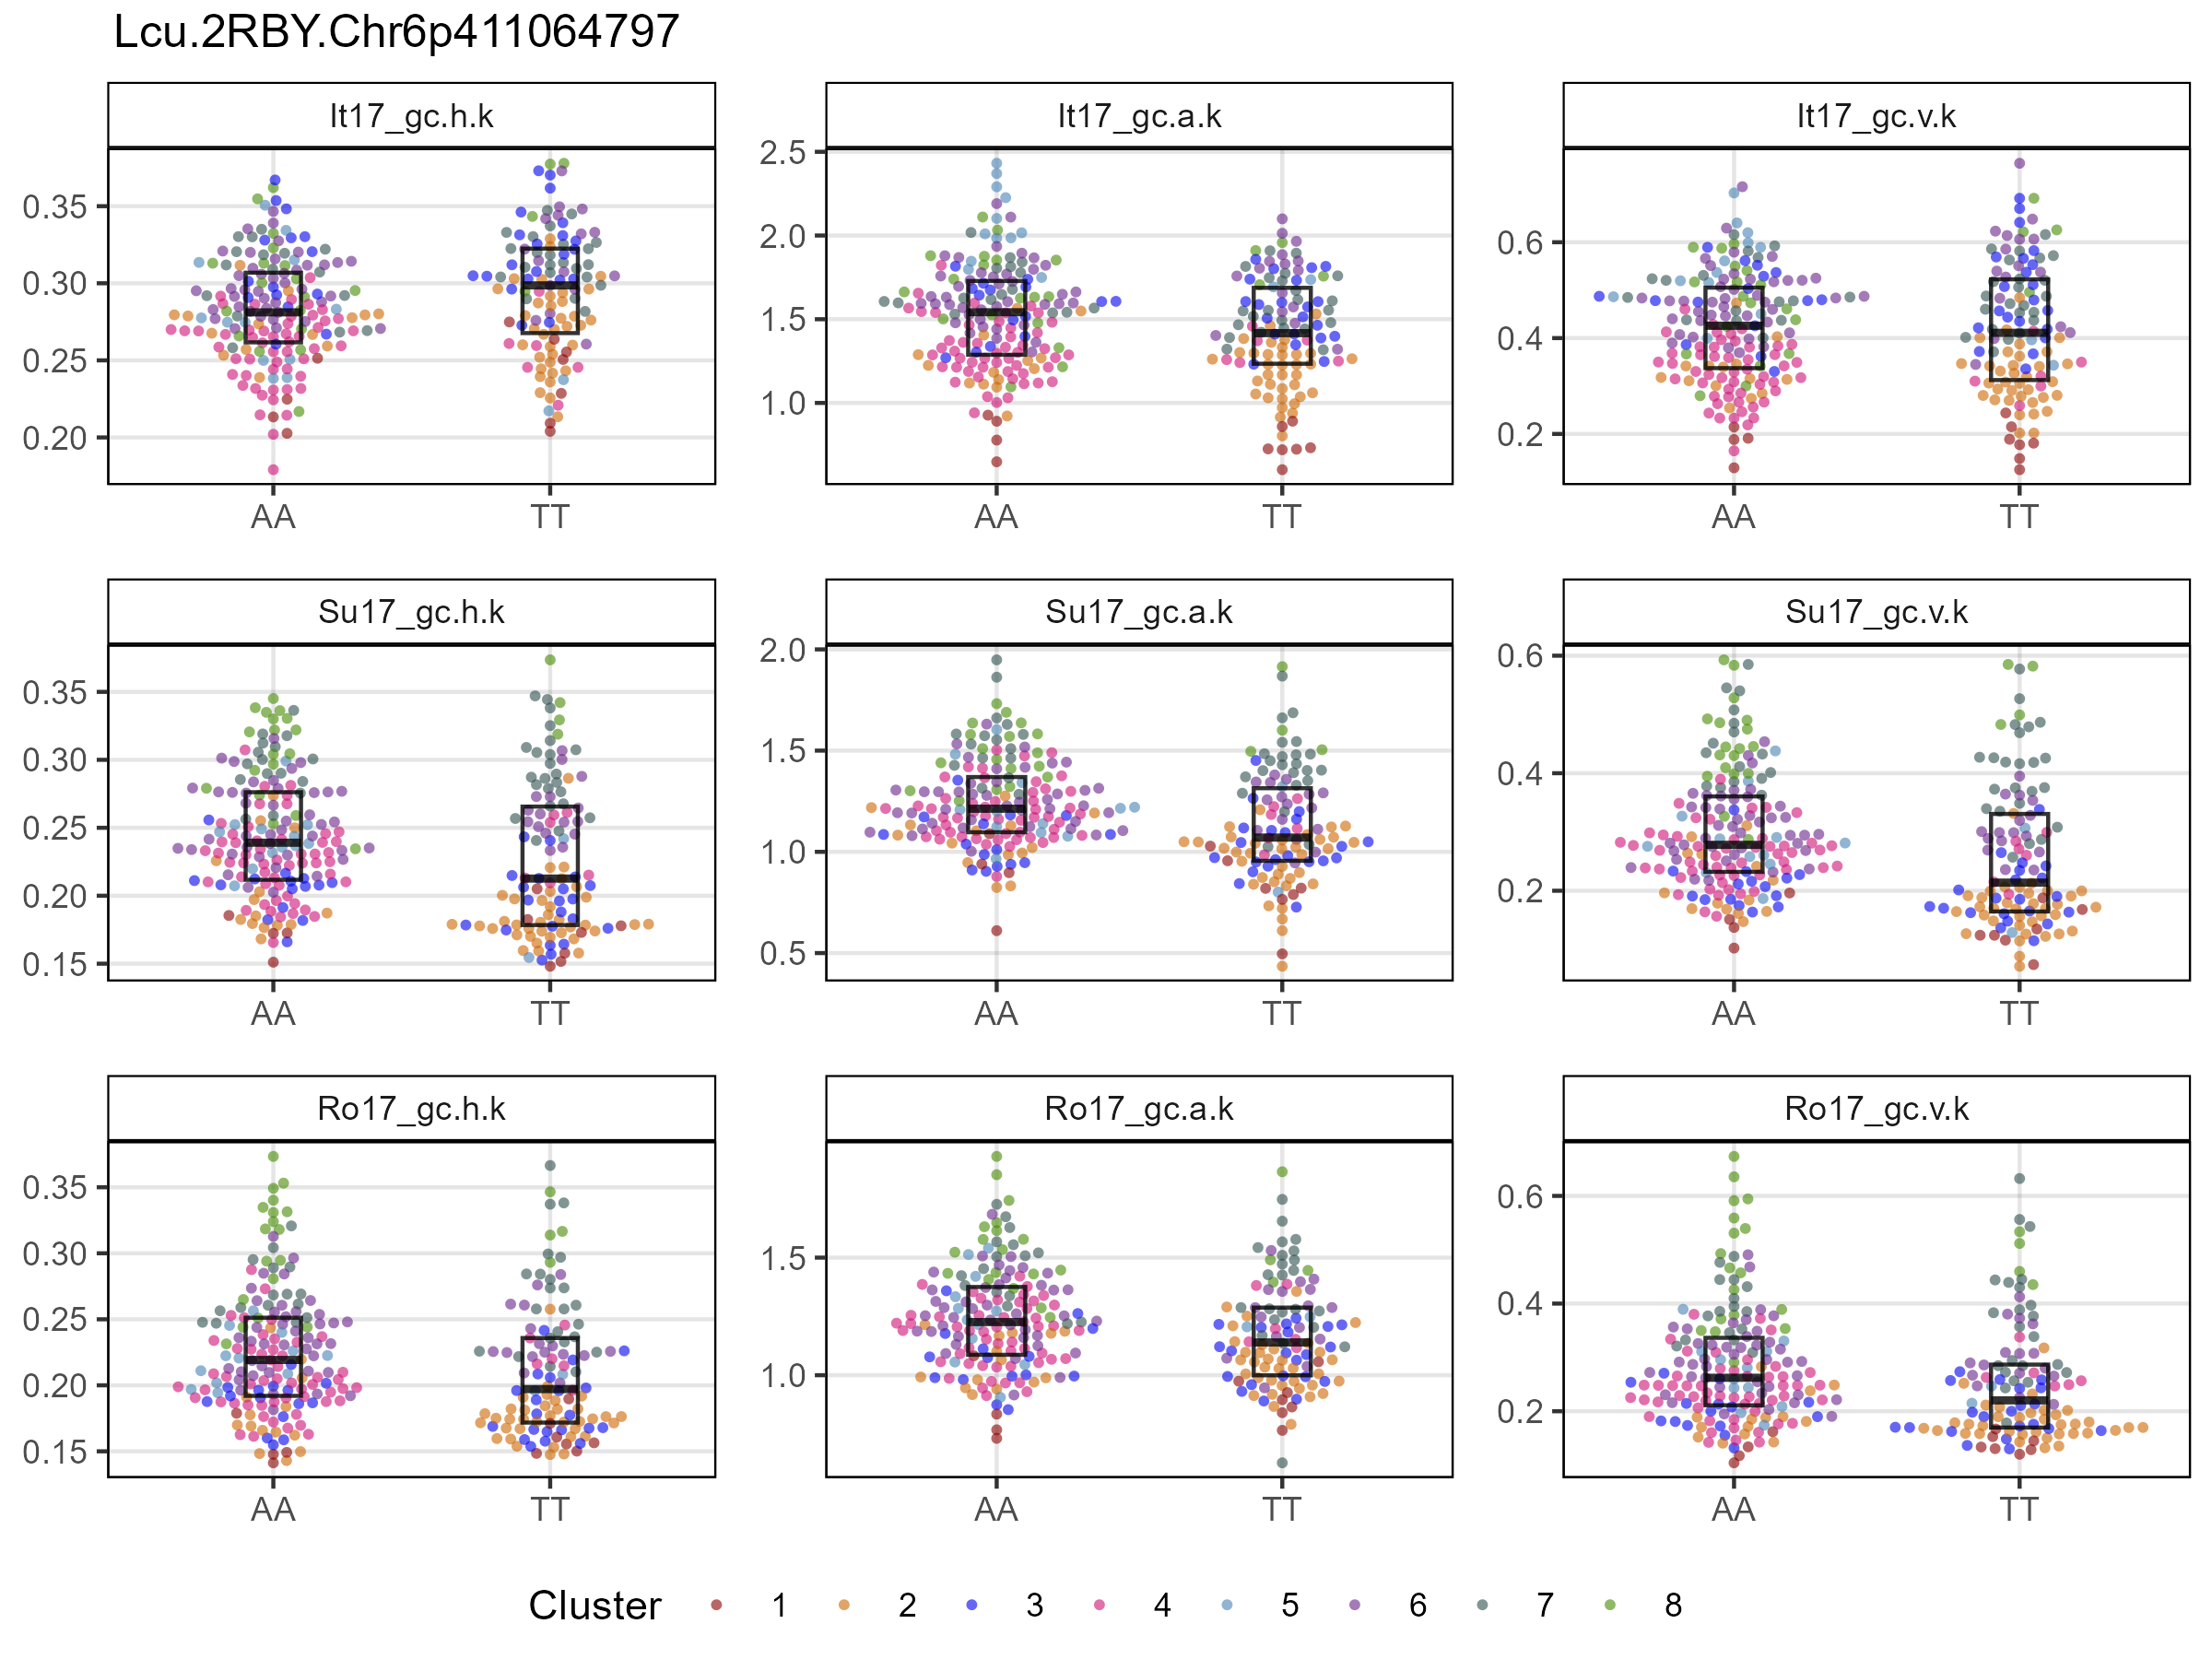 Lcu.2RBY.Chr6p411064797
It17_gc.h.k
0.35
0.30
0.25
0.20
AA TT
It17_gc.a.k
2.5
2.0
1.5
1.0
AA TT
It17_gc.v.k
0.6
0.4
0.2
AA TT
Su17_gc.h.k
0.35
0.30
0.25
0.20
0.15
AA TT
Su17_gc.a.k
2.0
1.5
1.0
0.5
AA TT
Su17_gc.v.k
0.6
0.4
0.2
AA TT
Ro17_gc.h.k
0.35
0.30
0.25
0.20
0.15
AA TT
Ro17_gc.a.k
1.5
1.0
AA TT
Ro17_gc.v.k
0.6
0.4
0.2
AA TT
Cluster 1 2 3 4 5 6 7 8